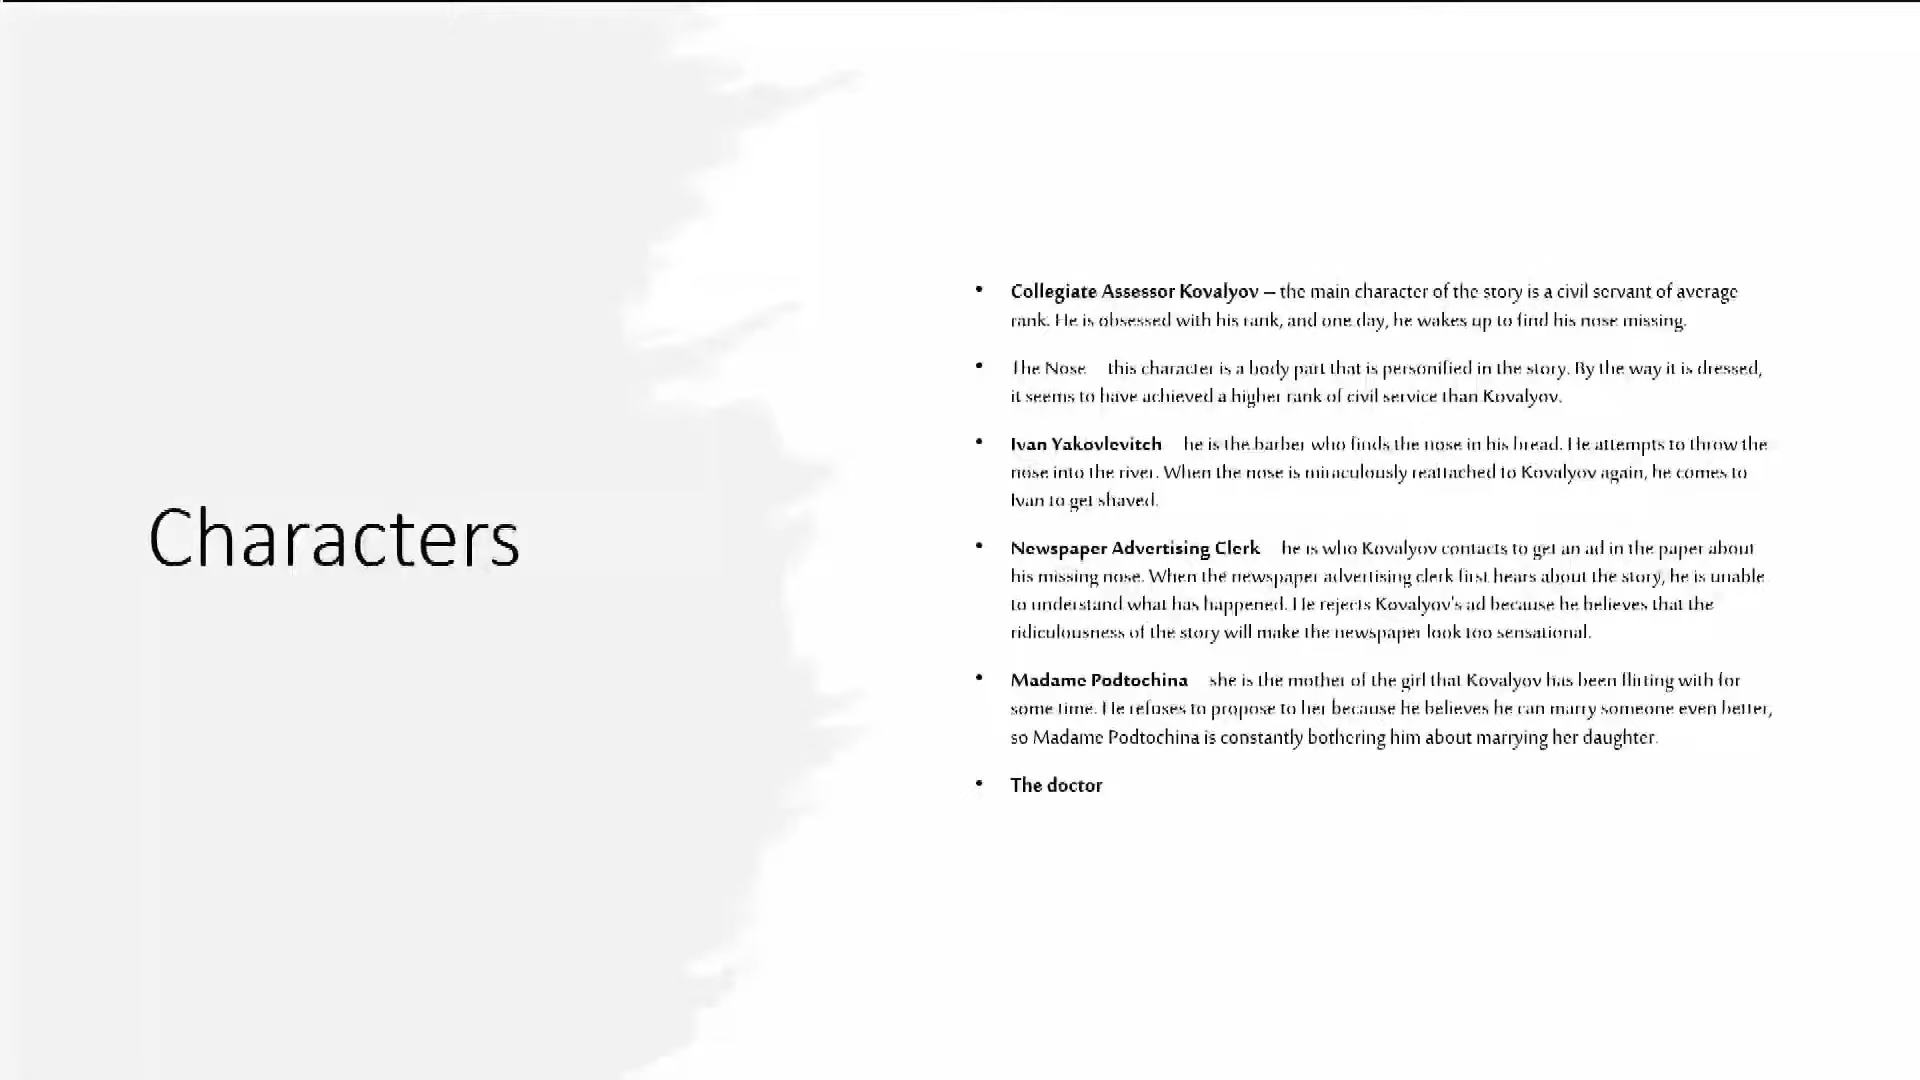 Characters
• Collegiate Assessor Kovalyov – the main character of the story is a civil servant of average
rank. He is obsessed with his rank, and one day, he wakes up to find his nose missing.
• The Nose this character is a body part that is personified in the story. By the way it is dressed,
it seems to have achieved a higher rank of civil service than Kovalyov.
• Ivan Yakovlevitch he is the barber who finds the nose in his bread. He attempts to throw the
nose into the river. When the nose is miraculously reattached to Kovalyov again, he comes to
Ivan to get shaved.
• Newspaper Advertising Clerk he is who Kovalyov contacts to get an ad in the paper about
his missing nose. When the newspaper advertising clerk first hears about the story, he is unable
to understand what has happened. He rejects Kovalyov's ad because he believes that the
ridiculousness of the story will make the newspaper look too sensational.
• Madame Podtochina she is the mother of the girl that Kovalyov has been flirting with for
some time. He refuses to propose to her because he believes he can marry someone even better,
so Madame Podtochina is constantly bothering him about marrying her daughter.
• The doctor